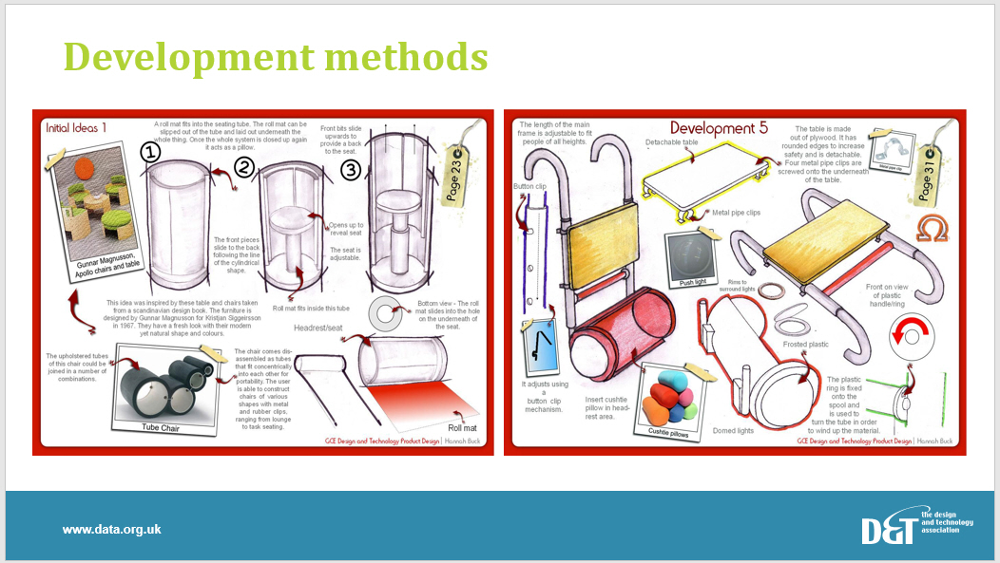 Development methods
Initial Ideas 1
A roll mat fits into the seating tube. The roll mat can be
slipped out of the tube and laid out underneath the
whole thing. Once the whole system is closed up again
it acts as a pillow.
Front bits slide
upwards to
provide a back
to the seat.
1
2
3
Page 23
Gunnar Magnusson,
Apollo chairs and table
The front pieces
slide to the back
following the line
of the cylindrical
shape.
Opens up to
reveal seat
The seat is
adjustable.
Roll mat fits inside this tube
This idea was inspired by these table and chairs taken
from a scandinavian design book. The furniture is
designed by Gunnar Magnusson for Kristjan Siggeirsson
in 1967. They have a fresh look with their modern
yet natural shape and colours.
Bottom view - The roll
mat slides into the hole
on the underneath of
the seat.
Headrest/seat
The upholstered tubes
of this chair could be
joined in a number of
combinations.
Tube Chair
The chair comes dis-
assembled as tubes
that fit concentrically
into each other for
portability. The user
is able to construct
chairs of various
shapes with metal
and rubber clips,
ranging from lounge
to task seating.
Roll mat
GCE Design and Technology Product Design | Hannah Buck
The length of the main
frame is adjustable to fit
people of all heights.
Development 5
Detachable table
The table is made
out of plywood. It has
rounded edges to increase
safety and is detachable.
Four metal pipe clips are
screwed onto the underneath
of the table.
Metal pipe clip
Page 31
Button clip
Metal pipe clips
Push light
Rims to
surround lights
Front on view
of plastic
handle/ring
Frosted plastic
It adjusts using
a
button clip
mechanism.
Insert cushtie
pillow in head-
rest area.
Cushtie pillows
Domed lights
The plastic
ring is fixed
onto the
spool and
is used to
turn the tube in order
to wind up the material.
GCE Design and Technology Product Design | Hannah Buck
www.data.org.uk
D&T
the design
and technology
association